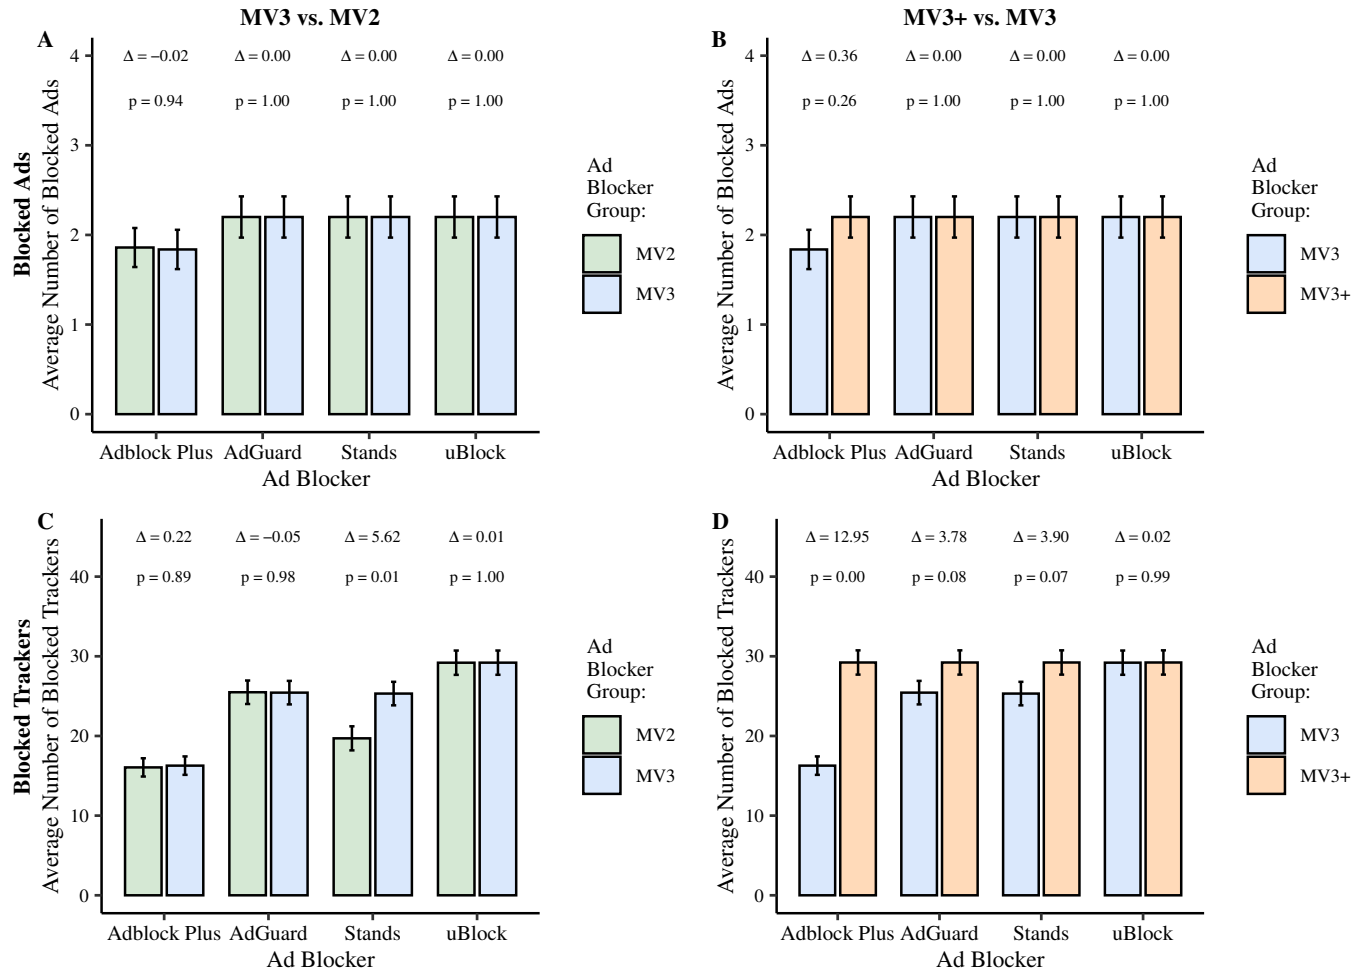 MV3 vs. MV2
MV3+ vs. MV3
A
Blocked Ads
Average Number of Blocked Ads
4
3
2
1
0
Δ = −0.02
Δ = 0.00
Δ = 0.00
Δ = 0.00
p = 0.94
p = 1.00
p = 1.00
p = 1.00
Adblock Plus
AdGuard
Stands
uBlock
Ad Blocker
Ad
Blocker
Group:
MV2
MV3
B
Average Number of Blocked Ads
4
3
2
1
0
Δ = 0.36
Δ = 0.00
Δ = 0.00
Δ = 0.00
p = 0.26
p = 1.00
p = 1.00
p = 1.00
Adblock Plus
AdGuard
Stands
uBlock
Ad Blocker
Ad
Blocker
Group:
MV3
MV3+
C
Blocked Trackers
Average Number of Blocked Trackers
40
30
20
10
0
Δ = 0.22
Δ = −0.05
Δ = 5.62
Δ = 0.01
p = 0.89
p = 0.98
p = 0.01
p = 1.00
Adblock Plus
AdGuard
Stands
uBlock
Ad Blocker
Ad
Blocker
Group:
MV2
MV3
D
Average Number of Blocked Trackers
40
30
20
10
0
Δ = 12.95
Δ = 3.78
Δ = 3.90
Δ = 0.02
p = 0.00
p = 0.08
p = 0.07
p = 0.99
Adblock Plus
AdGuard
Stands
uBlock
Ad Blocker
Ad
Blocker
Group:
MV3
MV3+